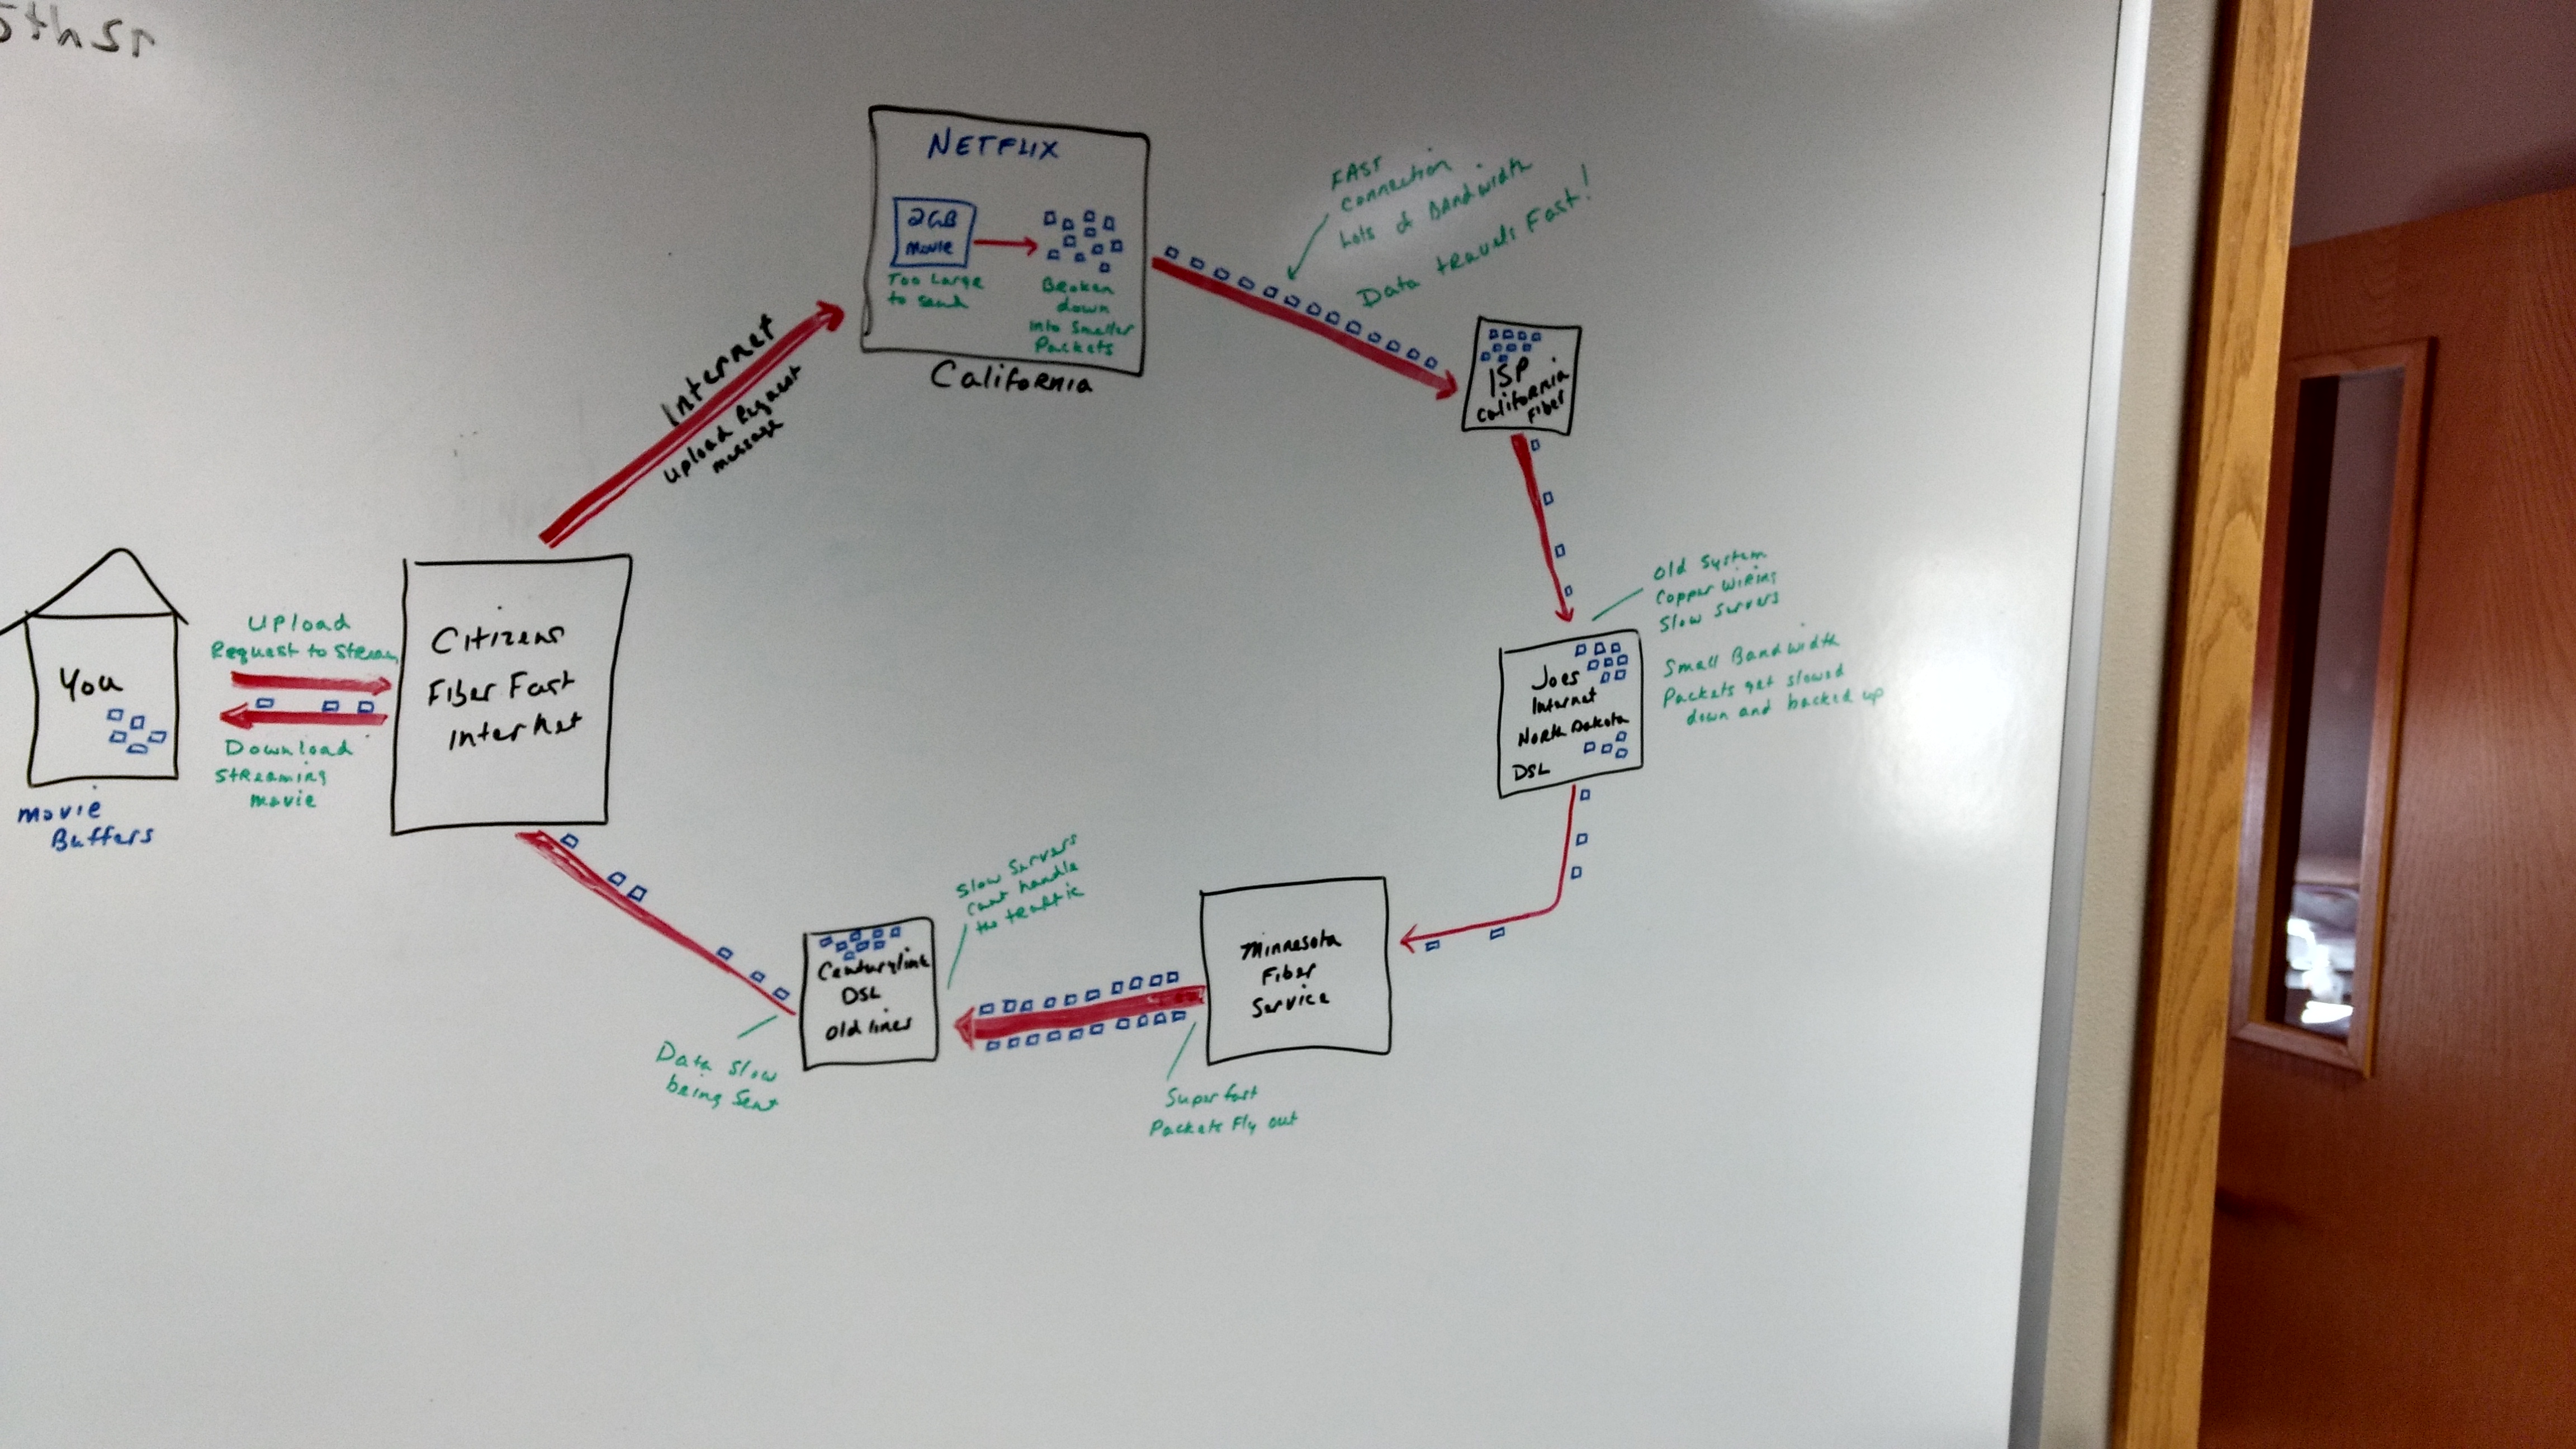 NETFLIX
2GB
movie
Too Large
to send
Broken
down
into Smaller
Packets
California
Internet
Upload Request
message
FAST
connection
Lots of Bandwidth
Data travels Fast!
ISP
California
Fiber
Old System
Copper wiring
Slow Servers
Small Bandwidth
Packets get slowed
down and backed up
Joes
Internet
North Dakota
DSL
Minnesota
Fiber
Service
Super fast
Packets Fly out
Slow Servers
Cant handle
the traffic
Centurylink
DSL
old lines
Data Slow
being Sent
Citizens
Fiber Fast
Internet
Upload
Request to Stream
Download
Streaming
movie
You
movie
Buffers